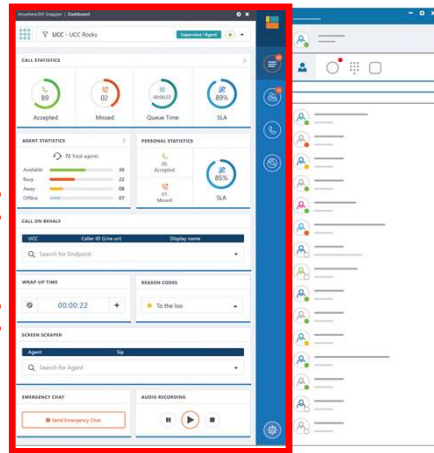 Anywhere365 Snapper | Dashboard
UCC - UCC Rocks
Supervisor / Agent
CALL STATISTICS
89
02
00:00:22
89%
Accepted
Missed
Queue Time
SLA
AGENT STATISTICS
PERSONAL STATISTICS
73 Total agents
Available 36
Busy 22
Away 08
Offline 07
05
Accepted
01
Missed
85%
SLA
CALL ON BEHALF
UCC Caller ID (Line url) Display name
Search for Endpoint
WRAP-UP TIME
REASON CODES
00:00:22 +
To the loo
SCREEN SCRAPER
Agent Sip
Search for Agent
EMERGENCY CHAT
AUDIO RECORDING
Send Emergency Chat